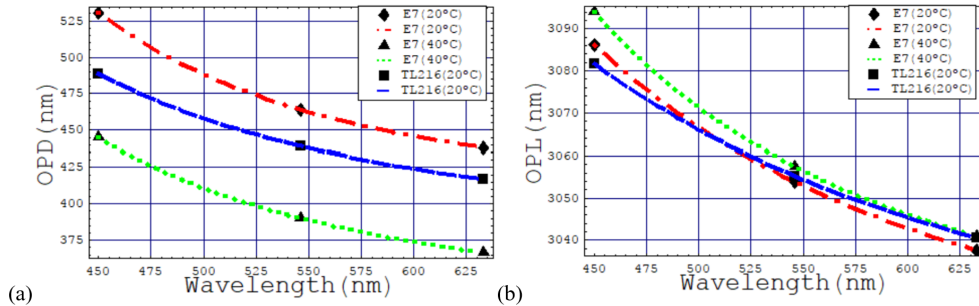 E7(20°C)
E7(20°C)
E7(40°C)
E7(40°C)
TL216(20°C)
TL216(20°C)
525
500
475
450
425
400
375
OPD(nm)
450 475 500 525 550 575 600 625
Wavelength(nm)
(a)
E7(20°C)
E7(20°C)
E7(40°C)
E7(40°C)
TL216(20°C)
TL216(20°C)
3095
3090
3080
3070
3060
3050
3040
OPL(nm)
450 475 500 525 550 575 600 625
Wavelength(nm)
(b)